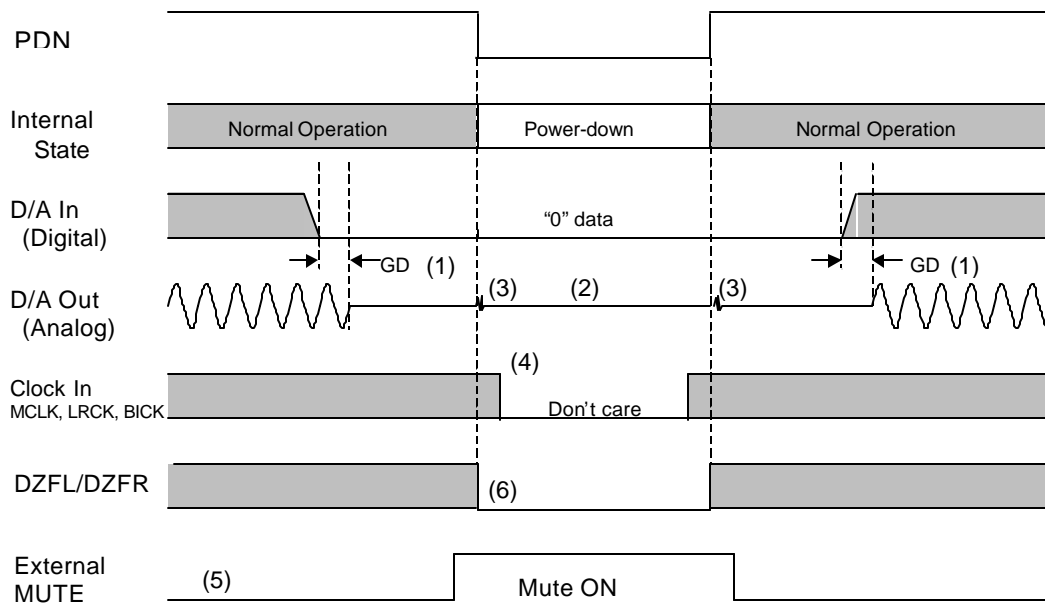 PDN
Internal
State
Normal Operation
Power-down
Normal Operation
D/A In
(Digital)
"0" data
GD (1)
GD (1)
D/A Out
(Analog)
(3)
(2)
(3)
Clock In
MCLK, LRCK, BICK
(4)
Don't care
DZFL/DZFR
(6)
External
MUTE
(5)
Mute ON